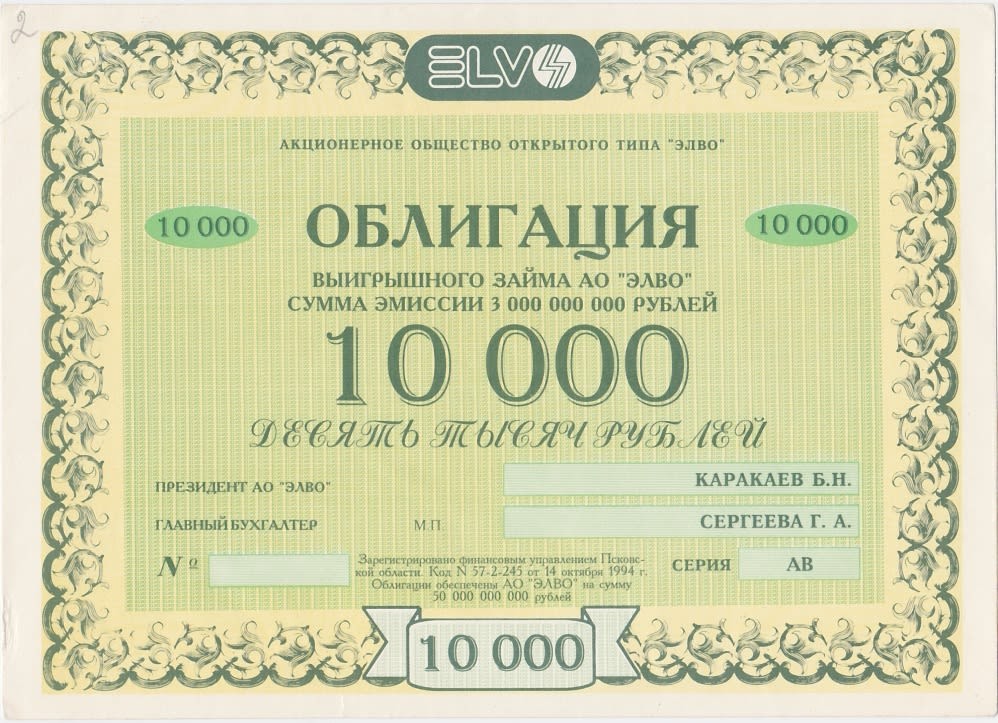 2
ELVO
АКЦИОНЕРНОЕ ОБЩЕСТВО ОТКРЫТОГО ТИПА "ЭЛВО"
10 000 ОБЛИГАЦИЯ 10 000
ВЫИГРЫШНОГО ЗАЙМА АО "ЭЛВО"
СУММА ЭМИССИИ 3 000 000 000 РУБЛЕЙ
10 000
ДЕСЯТЬ ТЫСЯЧ РУБЛЕЙ
ПРЕЗИДЕНТ АО "ЭЛВО" КАРАКАЕВ Б.Н.
ГЛАВНЫЙ БУХГАЛТЕР М.П. СЕРГЕЕВА Г. А.
№
Зарегистрировано финансовым управлением Псковс-
кой области. Код N 57-2-245 от 14 октября 1994 г.
Облигации обеспечены АО "ЭЛВО" на сумму
50 000 000 000 рублей
СЕРИЯ АВ
10 000